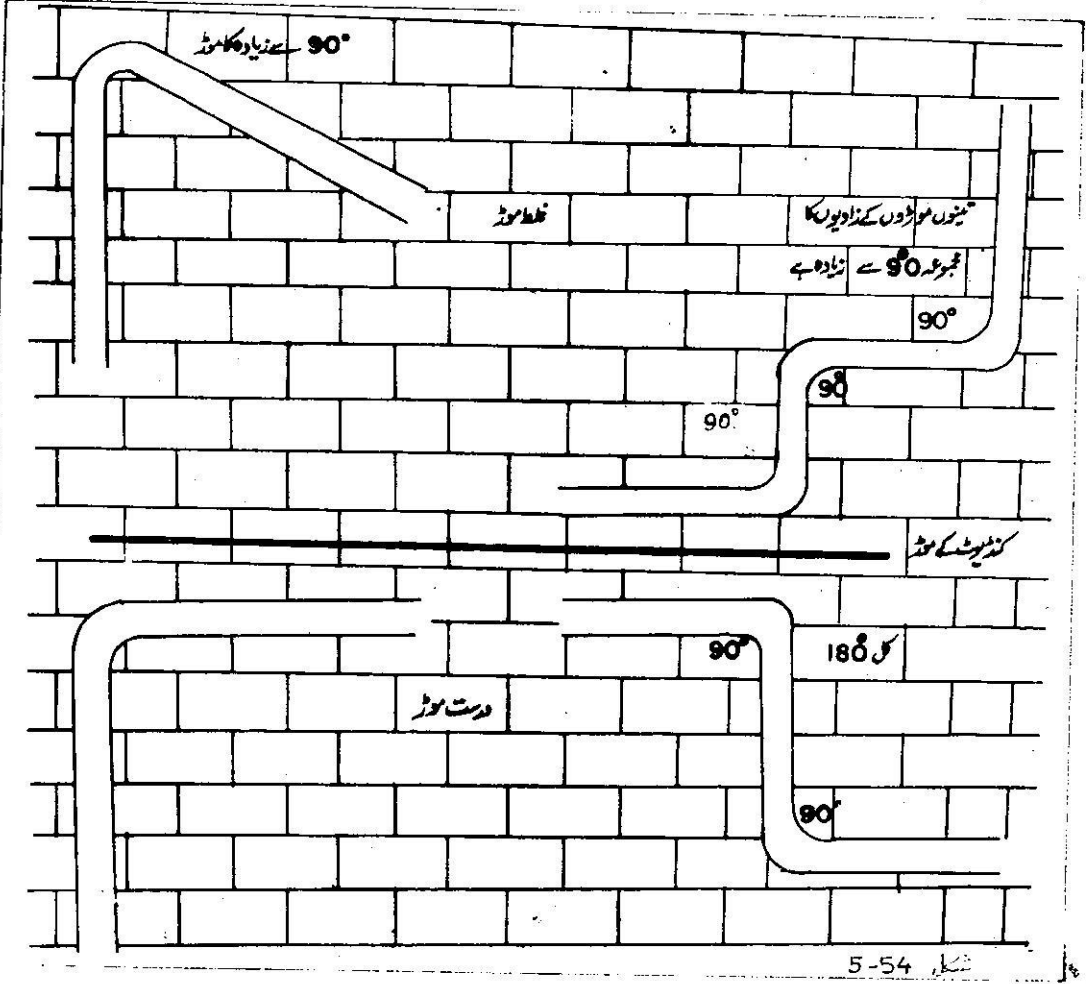 90° سے زیادہ کا موڑ
غلط موڑ
تینوں موڑوں کے زاویوں کا
مجموعہ 90° سے زیادہ ہے
90°
90°
90°
کنڈیوٹ کے موڑ
90°
کل 180°
درست موڑ
90°
شکل 5-54